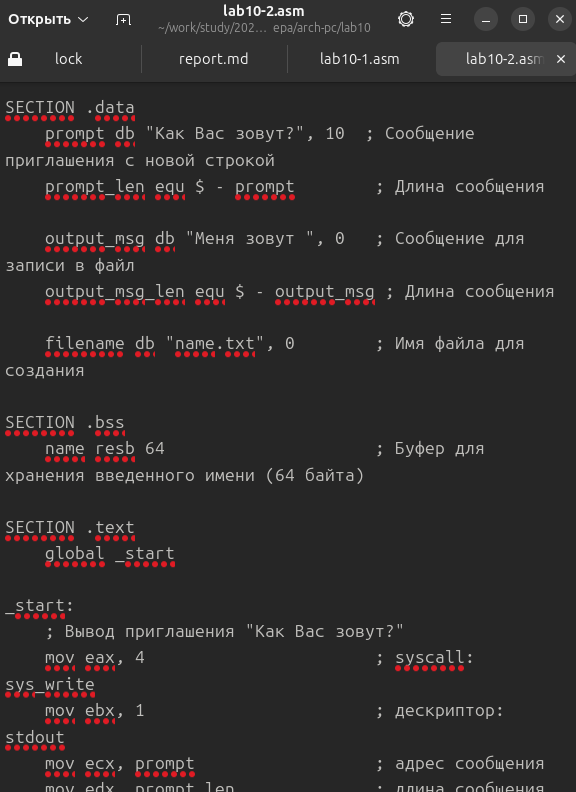 Открыть
lab10-2.asm
~/work/study/202… epa/arch-pc/lab10
lock
report.md
lab10-1.asm
lab10-2.asm
SECTION .data
prompt db "Как Вас зовут?", 10 ; Сообщение
приглашения с новой строкой
prompt_len equ $ - prompt ; Длина сообщения
output_msg db "Меня зовут ", 0 ; Сообщение для
записи в файл
output_msg_len equ $ - output_msg ; Длина сообщения
filename db "name.txt", 0 ; Имя файла для
создания
SECTION .bss
name resb 64 ; Буфер для
хранения введенного имени (64 байта)
SECTION .text
global _start
_start:
; Вывод приглашения "Как Вас зовут?"
mov eax, 4 ; syscall:
sys_write
mov ebx, 1 ; дескриптор:
stdout
mov ecx, prompt ; адрес сообщения
mov edx, prompt_len ; длина сообщения